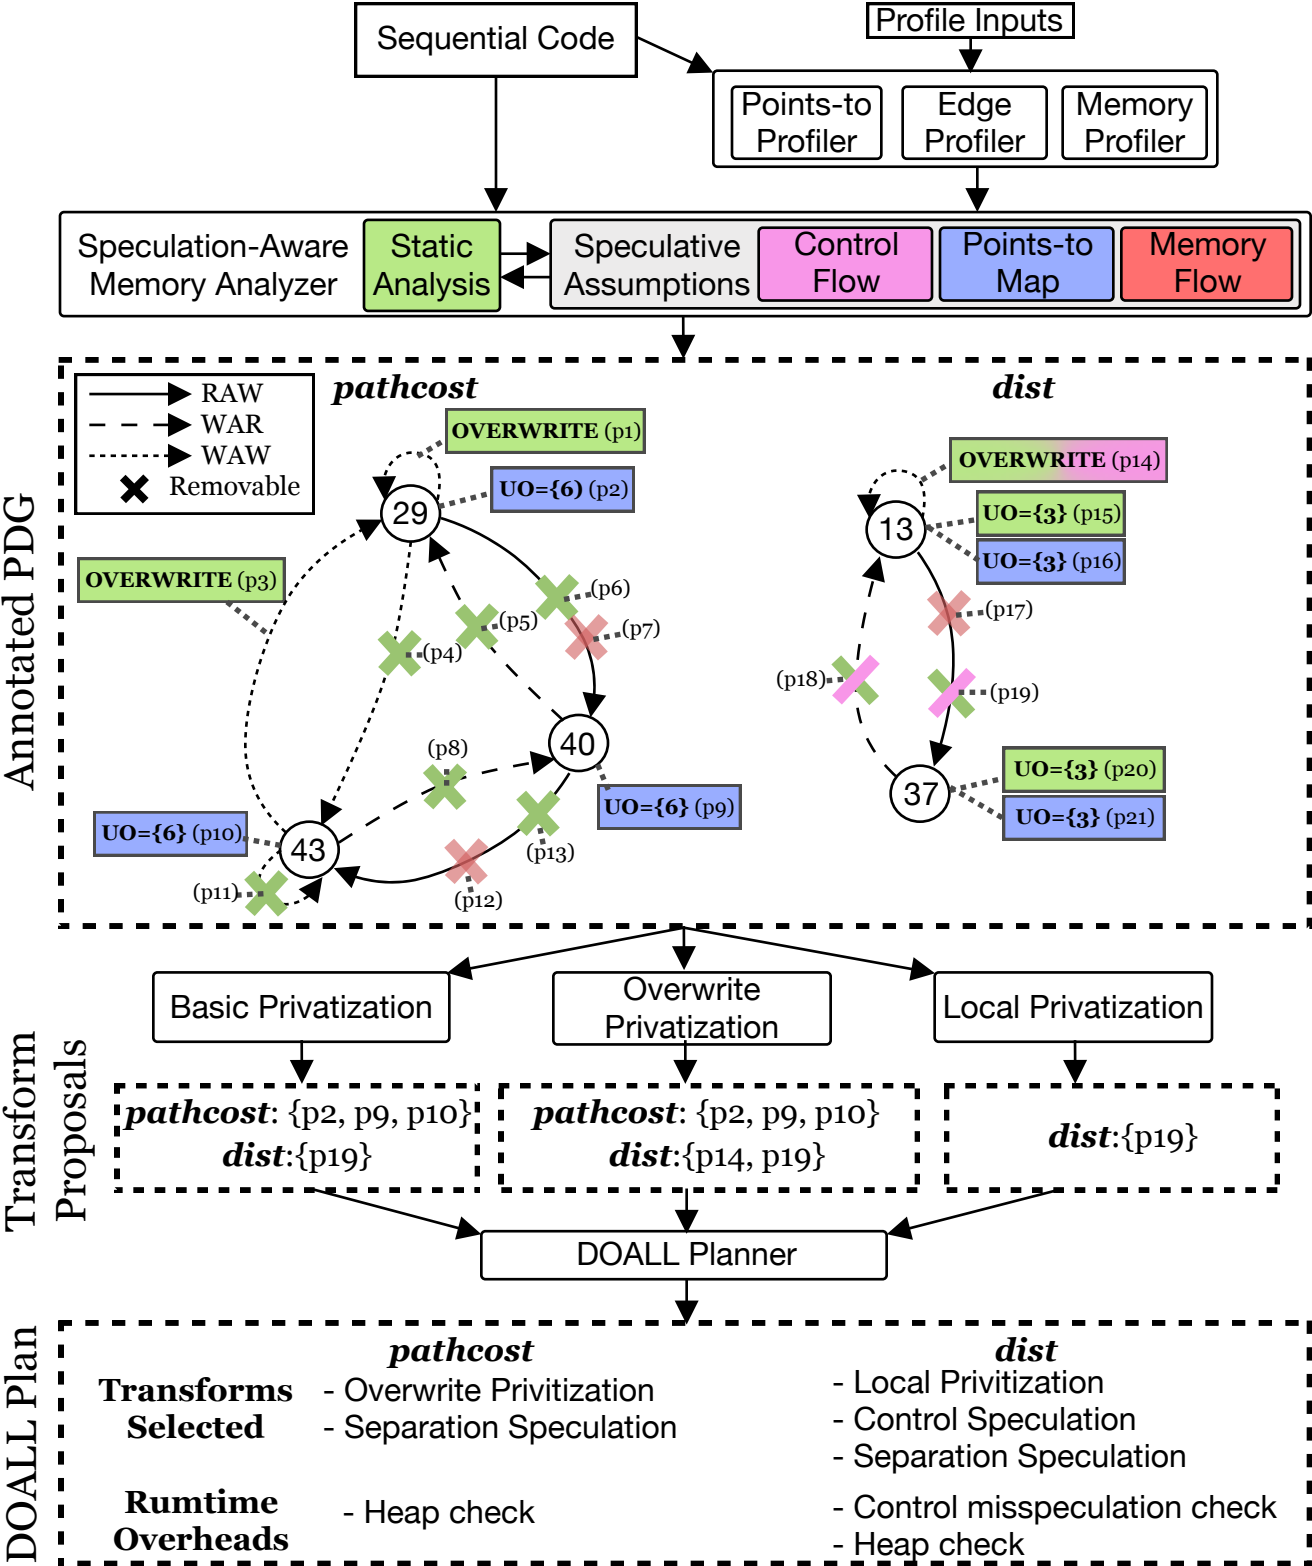 Sequential Code
Profile Inputs
Points-to
Profiler
Edge
Profiler
Memory
Profiler
Speculation-Aware
Memory Analyzer
Static
Analysis
Speculative
Assumptions
Control
Flow
Points-to
Map
Memory
Flow
Annotated PDG
RAW
WAR
WAW
Removable
pathcost
OVERWRITE (p1)
UO={6) (p2)
29
OVERWRITE (p3)
(p4)
(p5)
(p6)
(p7)
40
(p8)
UO={6} (p9)
UO={6} (p10)
43
(p11)
(p12)
(p13)
dist
OVERWRITE (p14)
13
UO={3} (p15)
UO={3} (p16)
(p17)
(p18)
(p19)
37
UO={3} (p20)
UO={3} (p21)
Transform
Proposals
Basic Privatization
Overwrite
Privatization
Local Privatization
pathcost: {p2, p9, p10}
dist:{p19}
pathcost: {p2, p9, p10}
dist:{p14, p19}
dist:{p19}
DOALL Planner
DOALL Plan
pathcost
dist
Transforms
Selected
- Overwrite Privitization
- Separation Speculation
- Local Privitization
- Control Speculation
- Separation Speculation
Rumtime
Overheads
- Heap check
- Control misspeculation check
- Heap check